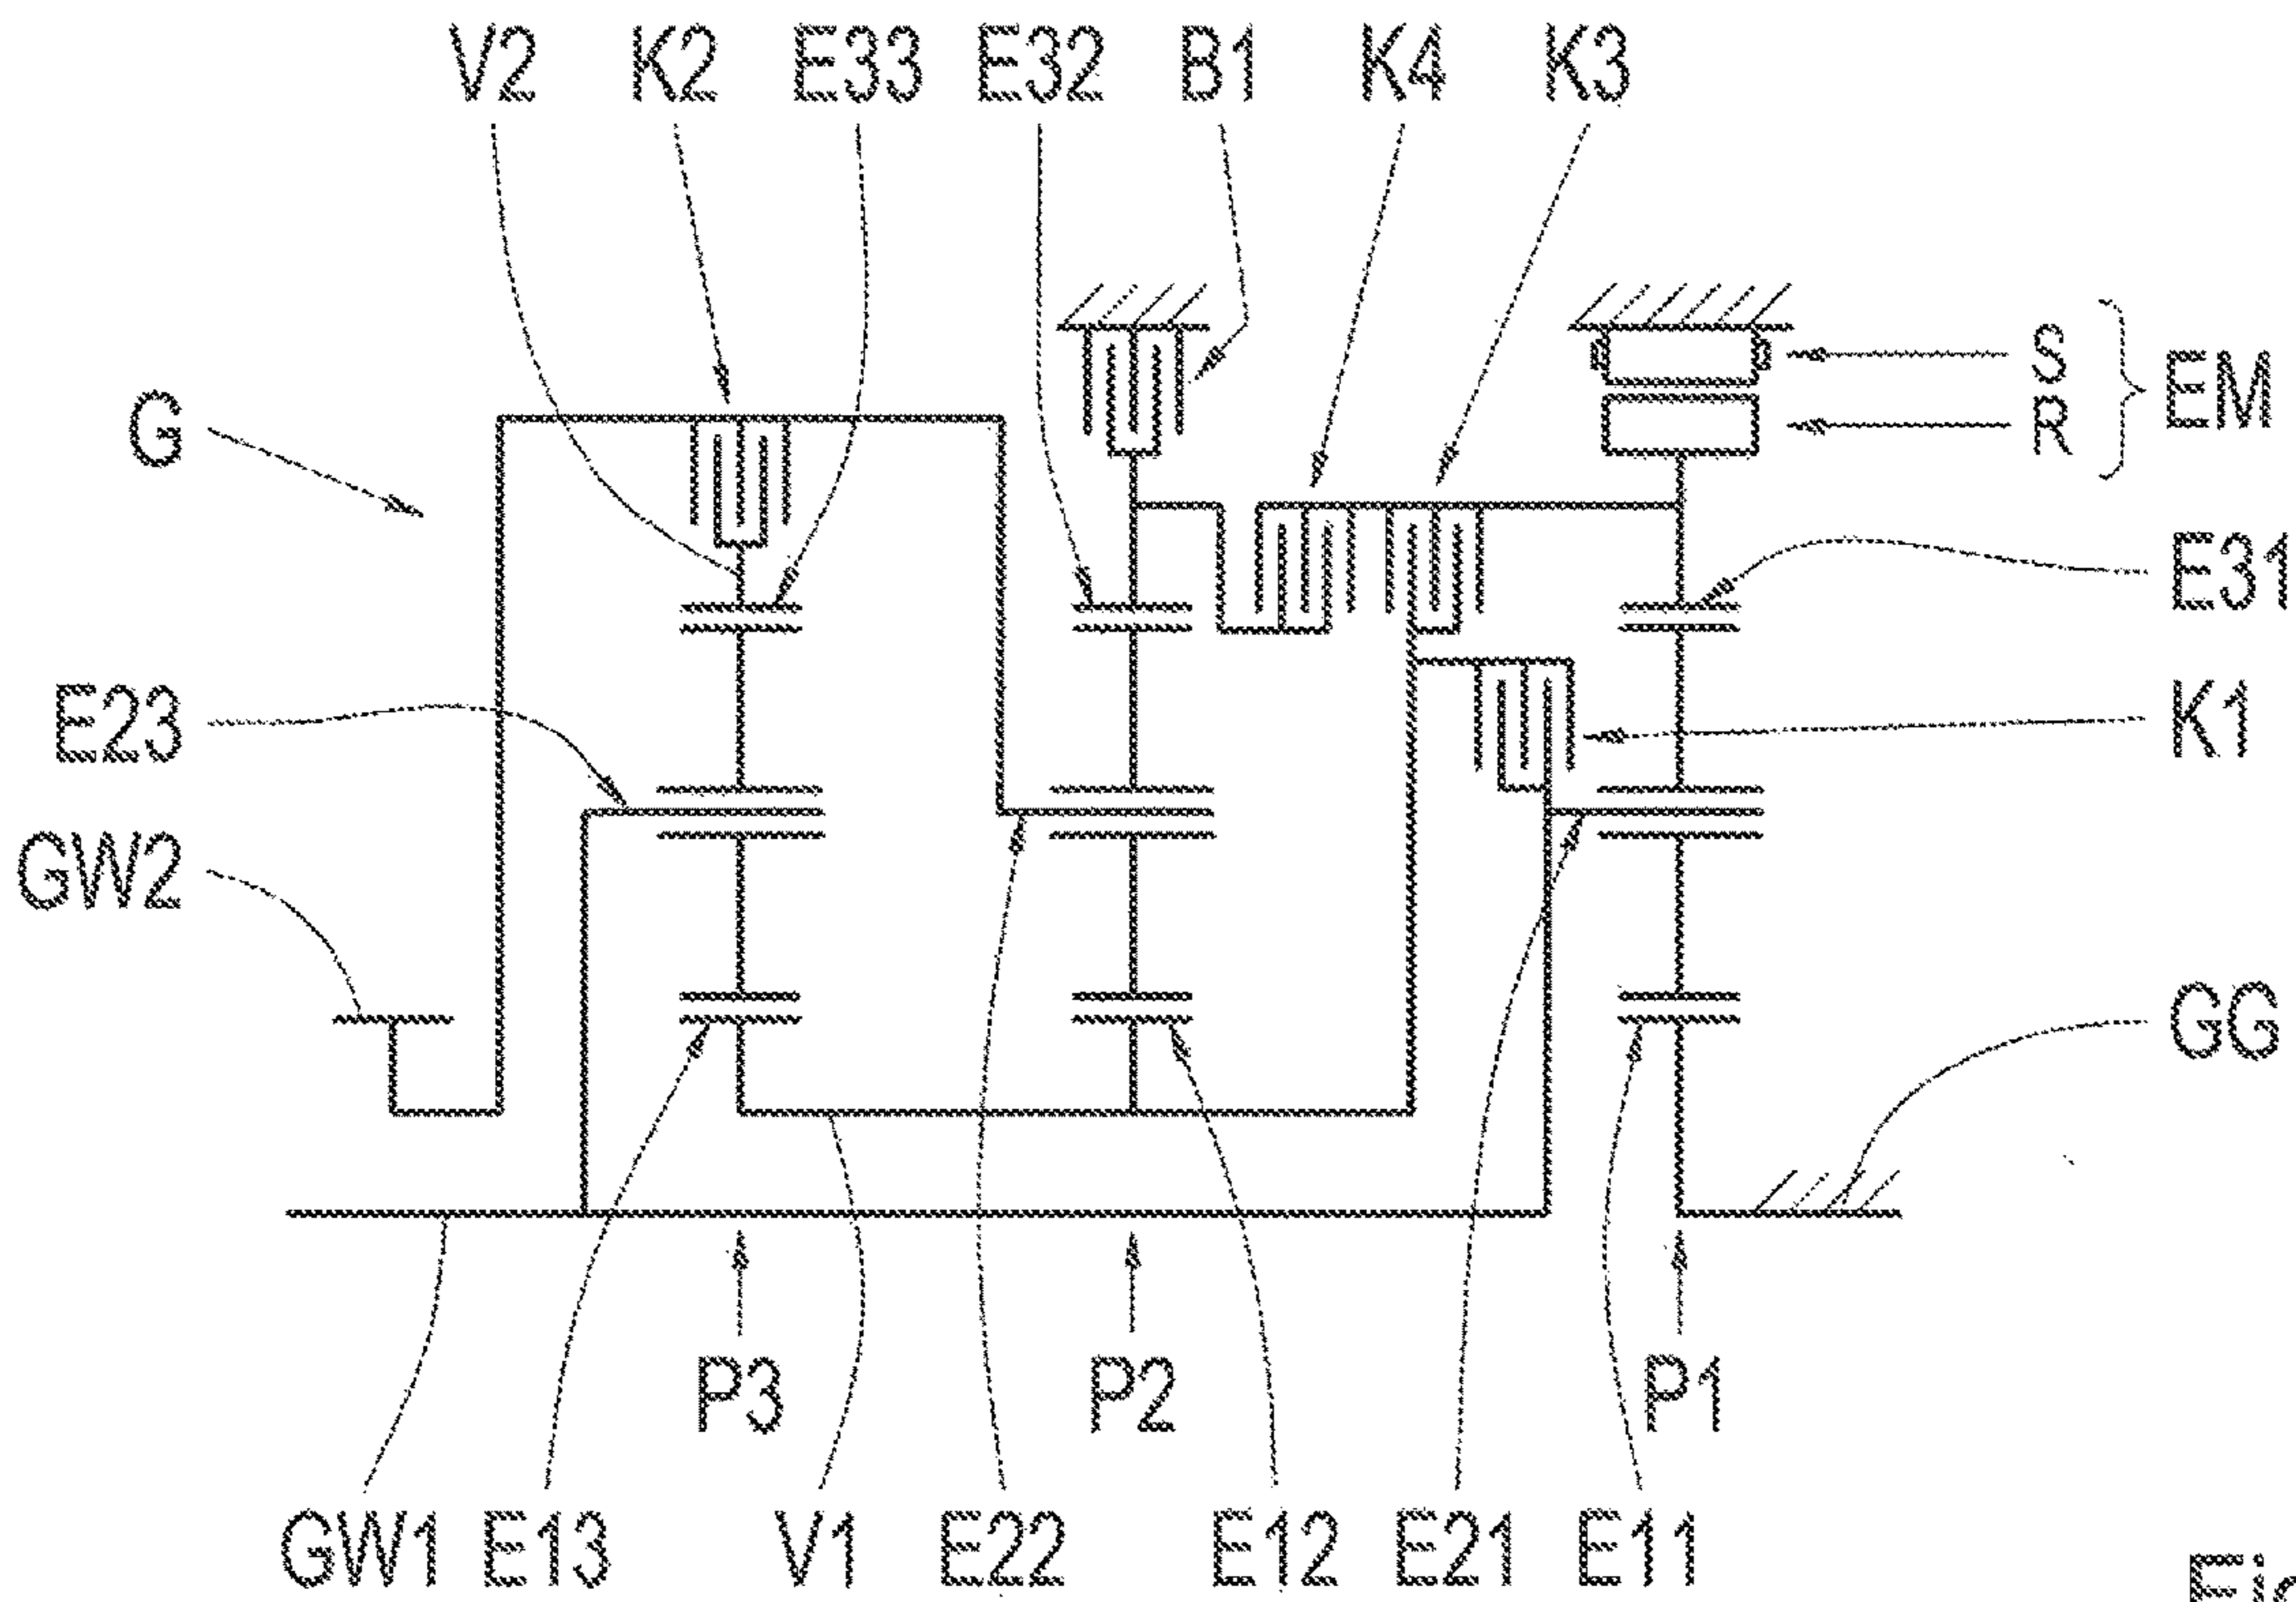 V2 K2 E33 E32 B1 K4 K3
S
R
EM
G
E31
E23
K1
GW2
GG
P3 P2 P1
GW1 E13 V1 E22 E12 E21 E11